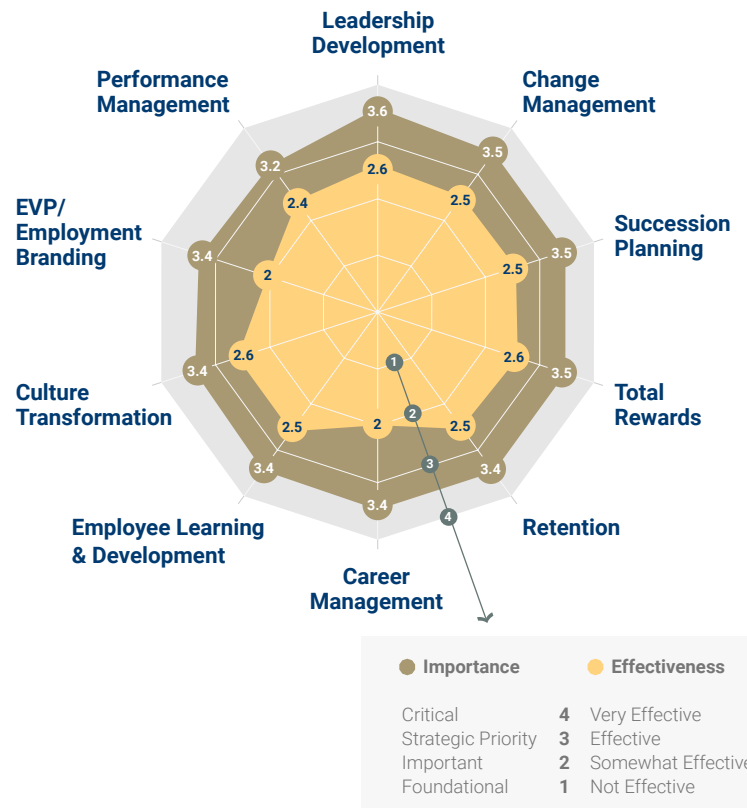 Leadership
Development
Performance
Management
Change
Management
3.6
3.5
3.2
2.6
2.5
2.4
EVP/
Employment
Branding
Succession
Planning
3.4
3.5
2
2.5
1
2.6
2.6
3.4
3.5
Culture
Transformation
Total
Rewards
2
2
2.5
2.5
3
3.4
3.4
3.4
4
Employee Learning
& Development
Retention
Career
Management
Importance Effectiveness
Critical 4 Very Effective
Strategic Priority 3 Effective
Important 2 Somewhat Effective
Foundational 1 Not Effective